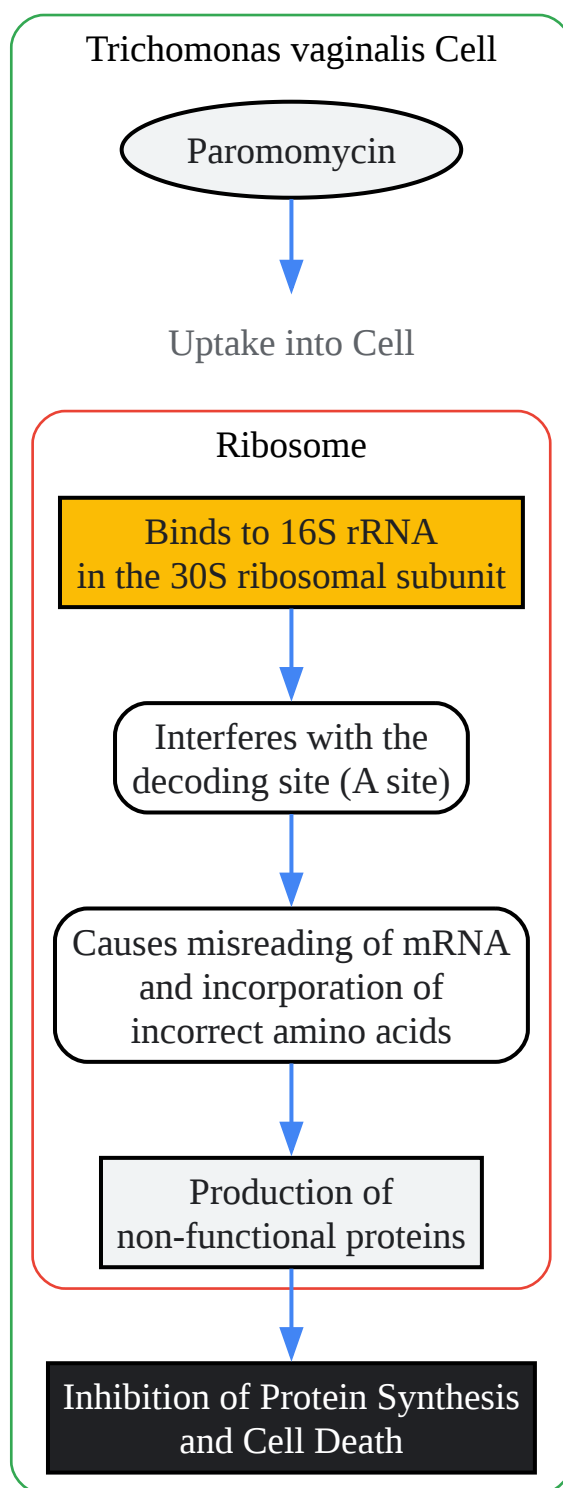 Trichomonas vaginalis Cell
Paromomycin
Uptake into Cell
Ribosome
Binds to 16S rRNA
in the 30S ribosomal subunit
Interferes with the
decoding site (A site)
Causes misreading of mRNA
and incorporation of
incorrect amino acids
Production of
non-functional proteins
Inhibition of Protein Synthesis
and Cell Death